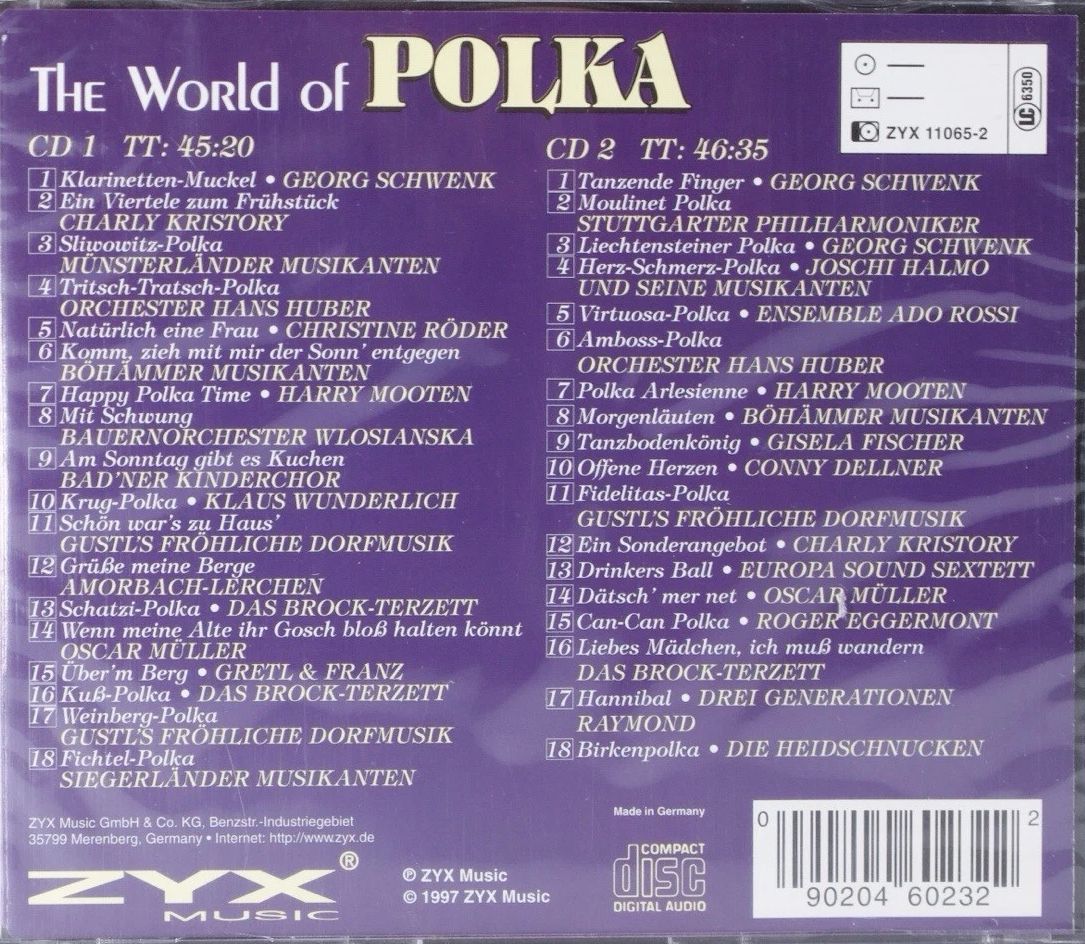 The World of POLKA
ZYX 11065-2
LC 6350
CD 1 TT: 45:20
1 Klarinetten-Muckel • GEORG SCHWENK
2 Ein Viertele zum Frühstück
CHARLY KRISTORY
3 Sliwowitz-Polka
MÜNSTERLÄNDER MUSIKANTEN
4 Tritsch-Tratsch-Polka
ORCHESTER HANS HUBER
5 Natürlich eine Frau • CHRISTINE RÖDER
6 Komm, zieh mit mir der Sonn' entgegen
BÖHÄMMER MUSIKANTEN
7 Happy Polka Time • HARRY MOOTEN
8 Mit Schwung
BAUERNORCHESTER WLOSIANSKA
9 Am Sonntag gibt es Kuchen
BAD'NER KINDERCHOR
10 Krug-Polka • KLAUS WUNDERLICH
11 Schön war's zu Haus'
GUSTL'S FRÖHLICHE DORFMUSIK
12 Grüße meine Berge
AMORBACH-LERCHEN
13 Schatzi-Polka • DAS BROCK-TERZETT
14 Wenn meine Alte ihr Gosch bloß halten könnt
OSCAR MÜLLER
15 Über'm Berg • GRETL & FRANZ
16 Kuß-Polka • DAS BROCK-TERZETT
17 Weinberg-Polka
GUSTL'S FRÖHLICHE DORFMUSIK
18 Fichtel-Polka
SIEGERLÄNDER MUSIKANTEN
CD 2 TT: 46:35
1 Tanzende Finger • GEORG SCHWENK
2 Moulinet Polka
STUTTGARTER PHILHARMONIKER
3 Liechtensteiner Polka • GEORG SCHWENK
4 Herz-Schmerz-Polka • JOSCHI HALMO
UND SEINE MUSIKANTEN
5 Virtuosa-Polka • ENSEMBLE ADO ROSSI
6 Amboss-Polka
ORCHESTER HANS HUBER
7 Polka Arlesienne • HARRY MOOTEN
8 Morgenläuten • BÖHÄMMER MUSIKANTEN
9 Tanzbodenkönig • GISELA FISCHER
10 Offene Herzen • CONNY DELLNER
11 Fidelitas-Polka
GUSTL'S FRÖHLICHE DORFMUSIK
12 Ein Sonderangebot • CHARLY KRISTORY
13 Drinkers Ball • EUROPA SOUND SEXTETT
14 Dätsch' mer net • OSCAR MÜLLER
15 Can-Can Polka • ROGER EGGERMONT
16 Liebes Mädchen, ich muß wandern
DAS BROCK-TERZETT
17 Hannibal • DREI GENERATIONEN
RAYMOND
18 Birkenpolka • DIE HEIDSCHNUCKEN
ZYX Music GmbH & Co. KG, Benzstr.-Industriegebiet
35799 Merenberg, Germany • Internet: http://www.zyx.de
ZYX ®
MUSIC
℗ ZYX Music
© 1997 ZYX Music
Made in Germany
COMPACT
disc
DIGITAL AUDIO
0 90204 60232 2